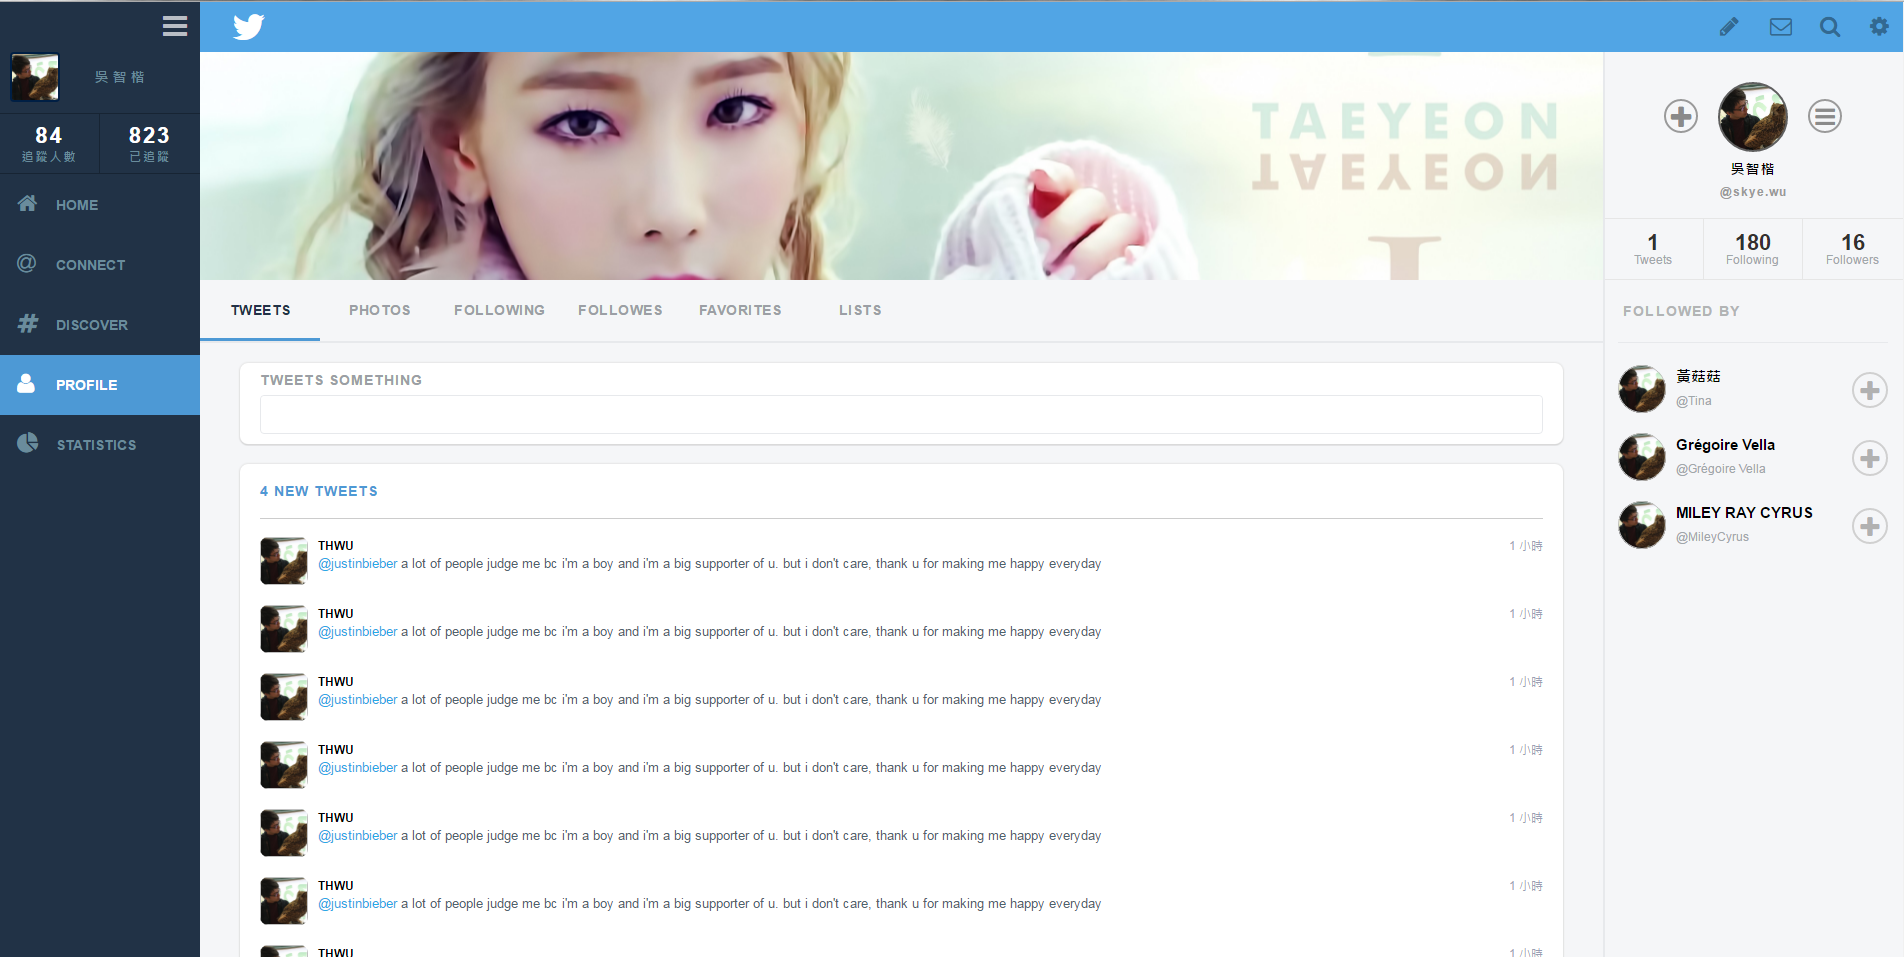 吳智楷
84
追蹤人數
823
已追蹤
HOME
@ CONNECT
# DISCOVER
PROFILE
STATISTICS
TAEYEON
TAEYEON
I
TWEETS
PHOTOS
FOLLOWING
FOLLOWES
FAVORITES
LISTS
TWEETS SOMETHING
4 NEW TWEETS
THWU
1 小時
@justinbieber a lot of people judge me bc i'm a boy and i'm a big supporter of u. but i don't care, thank u for making me happy everyday
THWU
1 小時
@justinbieber a lot of people judge me bc i'm a boy and i'm a big supporter of u. but i don't care, thank u for making me happy everyday
THWU
1 小時
@justinbieber a lot of people judge me bc i'm a boy and i'm a big supporter of u. but i don't care, thank u for making me happy everyday
THWU
1 小時
@justinbieber a lot of people judge me bc i'm a boy and i'm a big supporter of u. but i don't care, thank u for making me happy everyday
THWU
1 小時
@justinbieber a lot of people judge me bc i'm a boy and i'm a big supporter of u. but i don't care, thank u for making me happy everyday
THWU
1 小時
@justinbieber a lot of people judge me bc i'm a boy and i'm a big supporter of u. but i don't care, thank u for making me happy everyday
THWU
1 小時
吳智楷
@skye.wu
1
Tweets
180
Following
16
Followers
FOLLOWED BY
黃菇菇
@Tina
Grégoire Vella
@Grégoire Vella
MILEY RAY CYRUS
@MileyCyrus